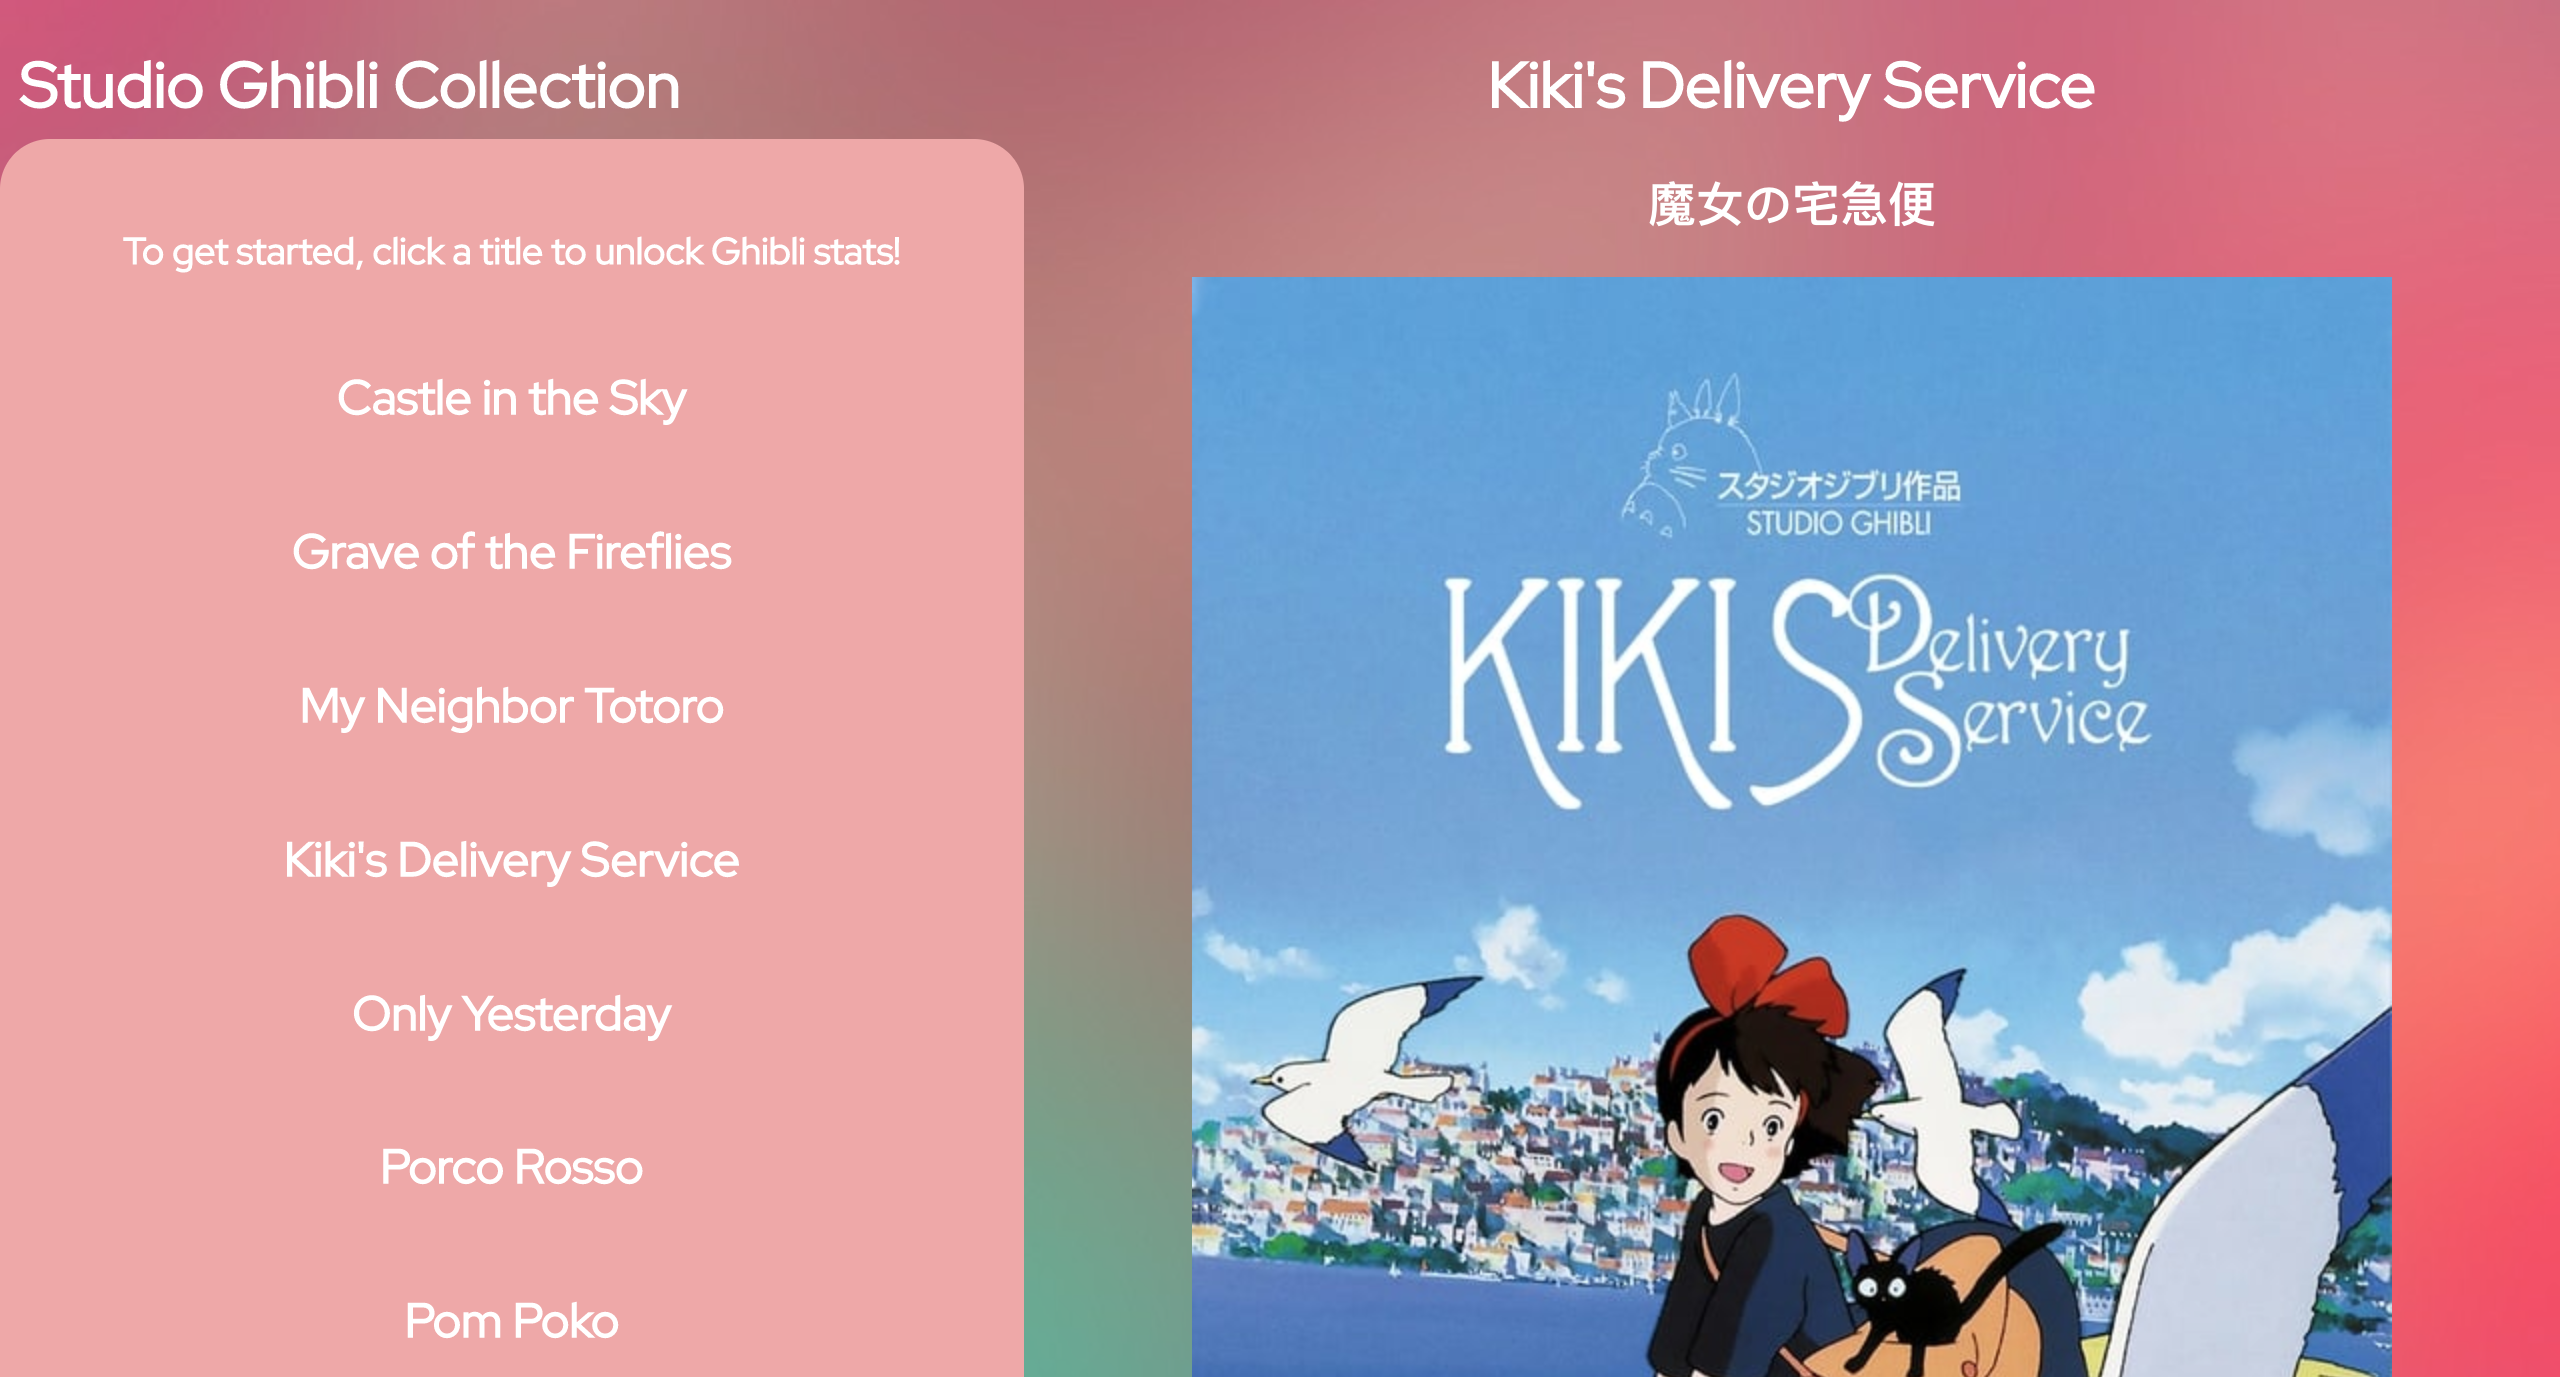 Studio Ghibli Collection
To get started, click a title to unlock Ghibli stats!
Castle in the Sky
Grave of the Fireflies
My Neighbor Totoro
Kiki's Delivery Service
Only Yesterday
Porco Rosso
Pom Poko
Kiki's Delivery Service
魔女の宅急便
スタジオジブリ作品
STUDIO GHIBLI
KIKIS Delivery
Service